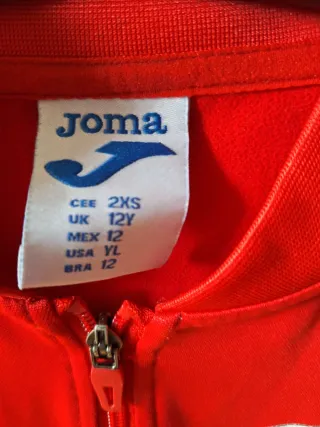 Joma
CEE 2XS
UK 12Y
MEX 12
USA YL
BRA 12